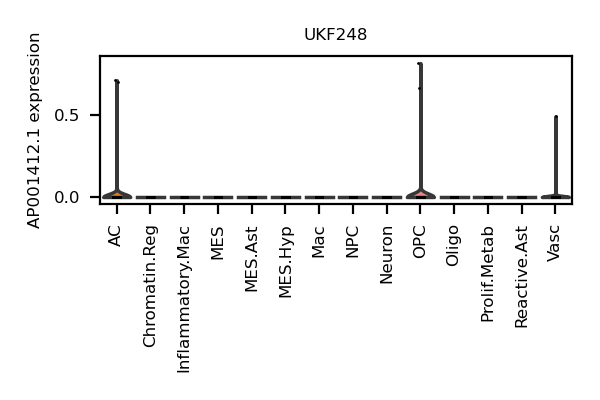 UKF248
AP001412.1 expression
0.5
0.0
AC
Chromatin.Reg
Inflammatory.Mac
MES
MES.Ast
MES.Hyp
Mac
NPC
Neuron
OPC
Oligo
Prolif.Metab
Reactive.Ast
Vasc